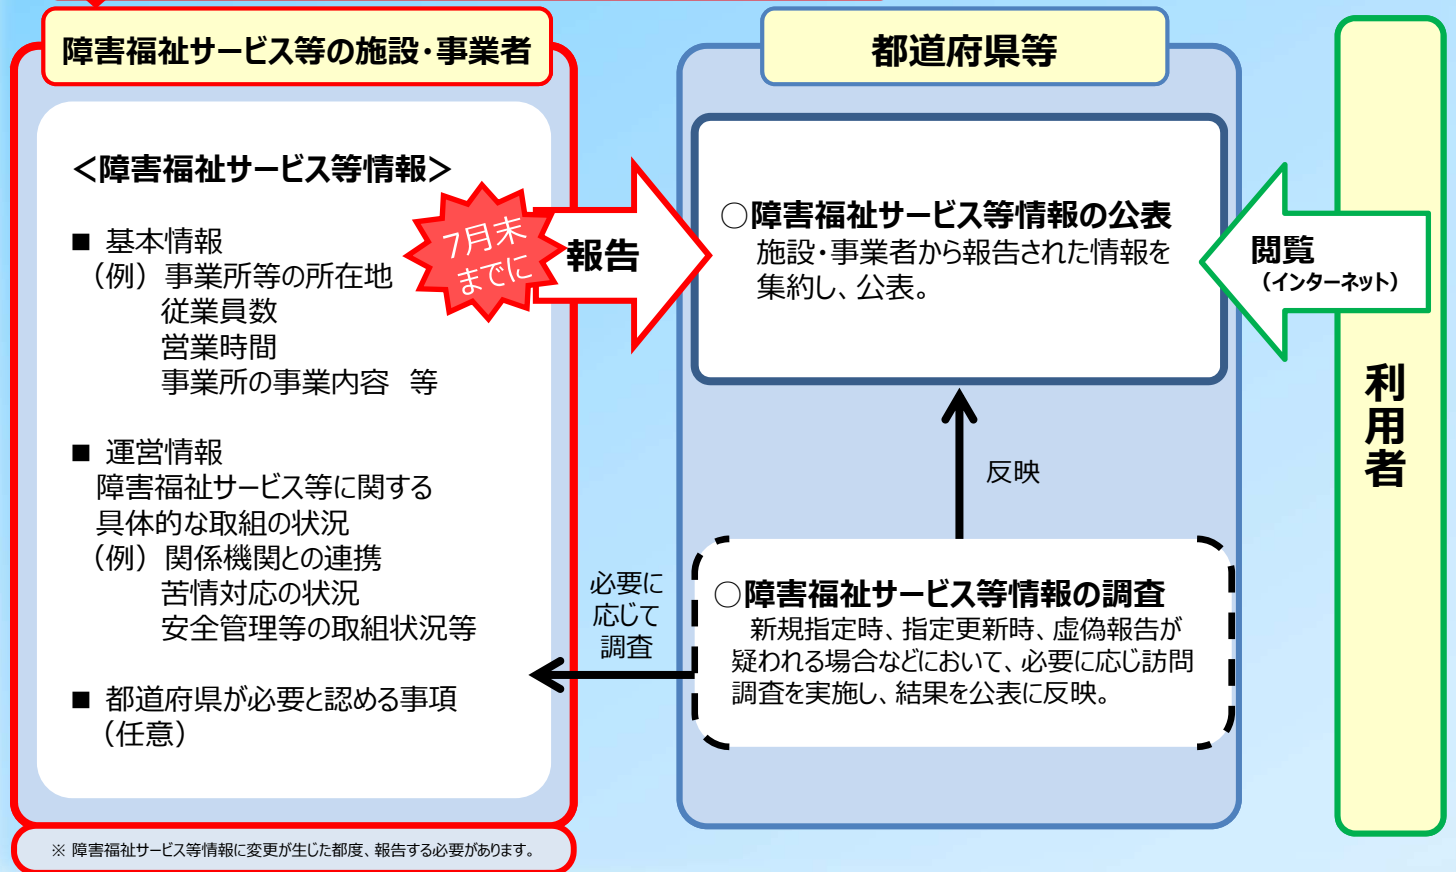 障害福祉サービス等の施設・事業者
＜障害福祉サービス等情報＞
■ 基本情報
（例）事業所等の所在地
従業員数
営業時間
事業所の事業内容　等
■ 運営情報
障害福祉サービス等に関する
具体的な取組の状況
（例）関係機関との連携
苦情対応の状況
安全管理等の取組状況等
■ 都道府県が必要と認める事項
（任意）
※ 障害福祉サービス等情報に変更が生じた都度、報告する必要があります。
7月末
までに
報告
必要に
応じて
調査
都道府県等
○障害福祉サービス等情報の公表
施設・事業者から報告された情報を
集約し、公表。
反映
○障害福祉サービス等情報の調査
新規指定時、指定更新時、虚偽報告が
疑われる場合などにおいて、必要に応じ訪問
調査を実施し、結果を公表に反映。
閲覧
（インターネット）
利用者